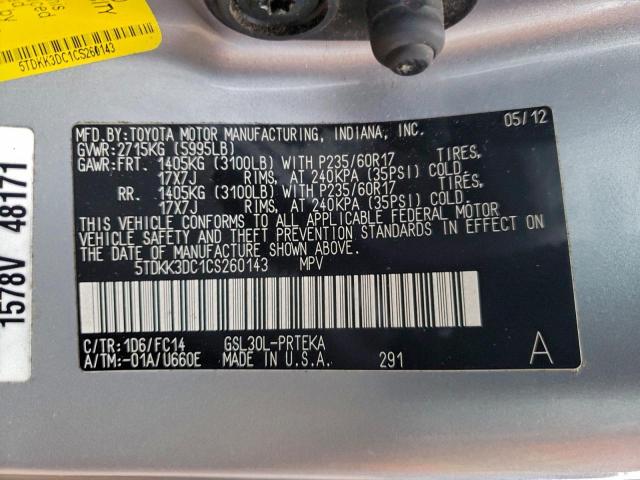 5TDKK3DC1CS260143
1578V 48171
MFD.BY:TOYOTA MOTOR MANUFACTURING, INDIANA, INC. 05/12
GVWR:2715KG (5995LB)
GAWR:FRT. 1405KG (3100LB) WITH P235/60R17 TIRES,
17X7J RIMS, AT 240KPA (35PSI) COLD.
RR. 1405KG (3100LB) WITH P235/60R17 TIRES,
17X7J RIMS, AT 240KPA (35PSI) COLD.
THIS VEHICLE CONFORMS TO ALL APPLICABLE FEDERAL MOTOR
VEHICLE SAFETY AND THEFT PREVENTION STANDARDS IN EFFECT ON
THE DATE OF MANUFACTURE SHOWN ABOVE.
5TDKK3DC1CS260143 MPV
C/TR:1D6/FC14 GSL30L-PRTEKA
A/TM:-01A/U660E MADE IN U.S.A. 291 A